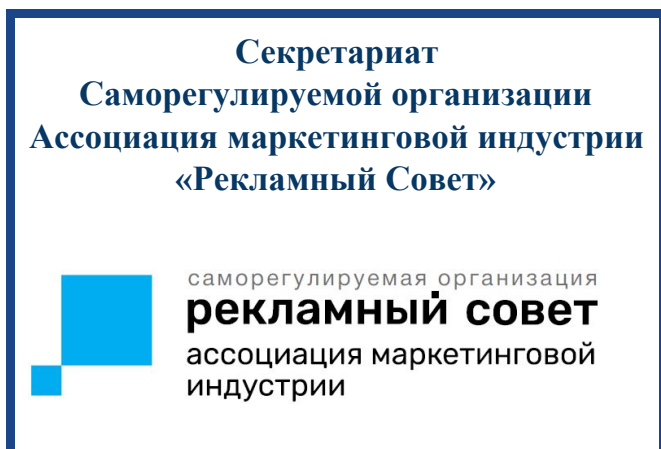 Секретариат
Саморегулируемой организации
Ассоциация маркетинговой индустрии
«Рекламный Совет»
саморегулируемая организация
рекламный совет
ассоциация маркетинговой
индустрии